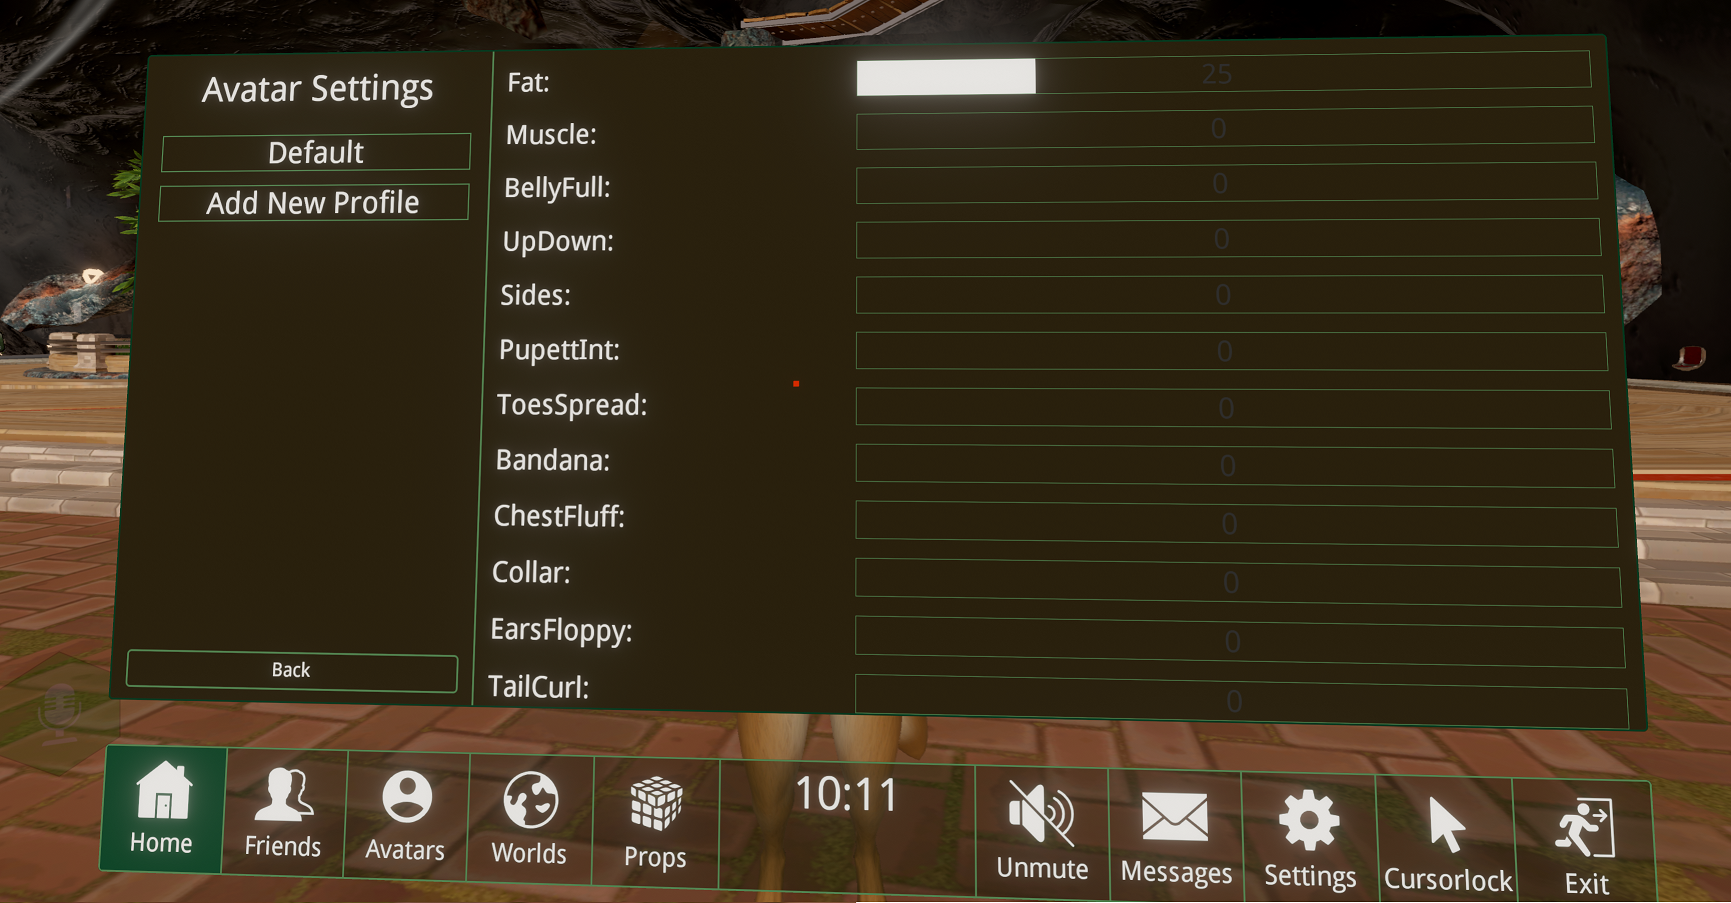 Avatar Settings
Default
Add New Profile
Back
Fat: 25
Muscle: 0
BellyFull: 0
UpDown: 0
Sides: 0
PupettInt: 0
ToesSpread: 0
Bandana: 0
ChestFluff: 0
Collar: 0
EarsFloppy: 0
TailCurl: 0
Home
Friends
Avatars
Worlds
Props
10:11
Unmute
Messages
Settings
Cursorlock
Exit